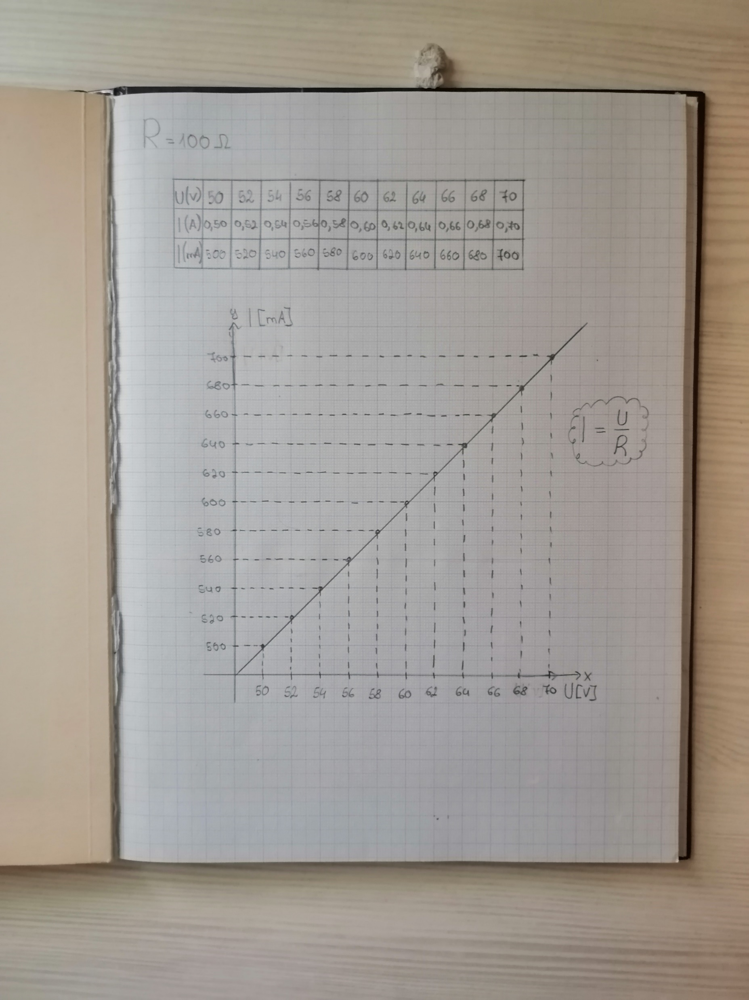 R = 100 Ω
U(V) 50 52 54 56 58 60 62 64 66 68 70
I(A) 0,50 0,52 0,54 0,56 0,58 0,60 0,62 0,64 0,66 0,68 0,70
I(mA) 500 520 540 560 580 600 620 640 660 680 700
y I [mA]
700
680
660
640
620
600
580
560
540
520
500
I = U/R
x
50 52 54 56 58 60 62 64 66 68 70 U[V]